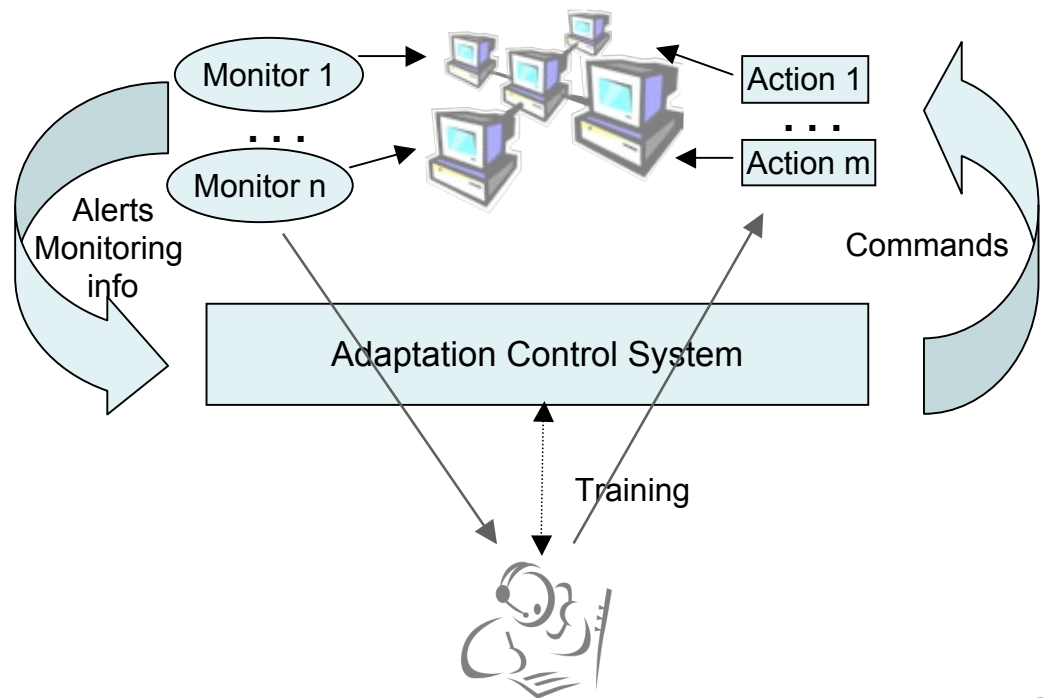 Monitor 1
. . .
Monitor n
Action 1
. . .
Action m
Alerts
Monitoring
info
Commands
Adaptation Control System
Training